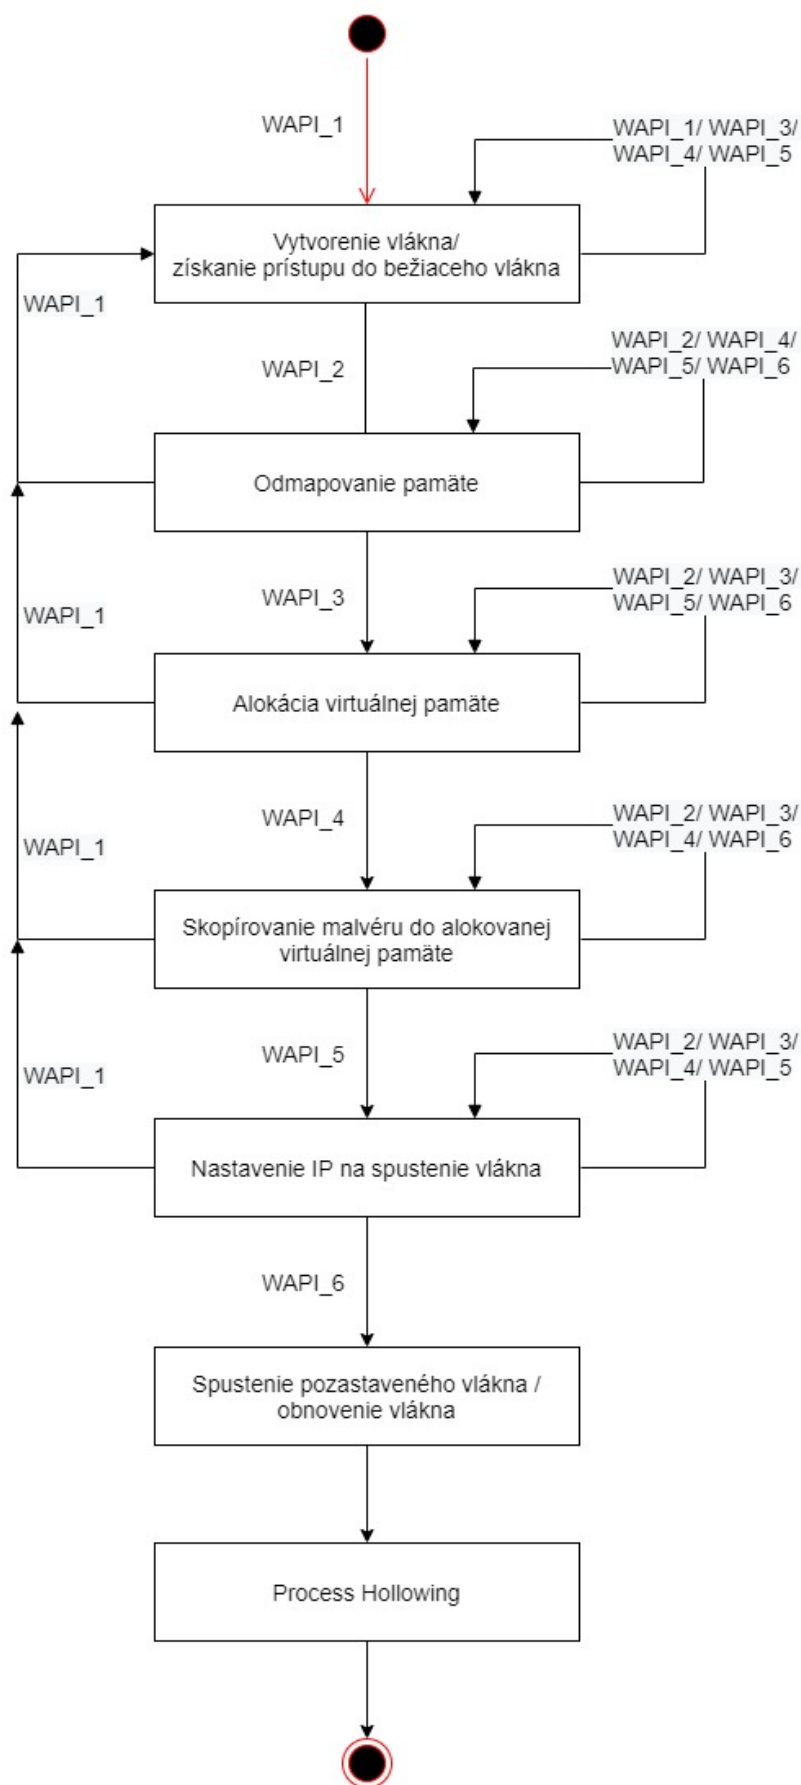 WAPI_1
WAPI_1/ WAPI_3/
WAPI_4/ WAPI_5
Vytvorenie vlákna/
získanie prístupu do bežiaceho vlákna
WAPI_1
WAPI_2
WAPI_2/ WAPI_4/
WAPI_5/ WAPI_6
Odmapovanie pamäte
WAPI_3
WAPI_2/ WAPI_3/
WAPI_5/ WAPI_6
WAPI_1
Alokácia virtuálnej pamäte
WAPI_4
WAPI_2/ WAPI_3/
WAPI_4/ WAPI_6
WAPI_1
Skopírovanie malvéru do alokovanej
virtuálnej pamäte
WAPI_5
WAPI_2/ WAPI_3/
WAPI_4/ WAPI_5
WAPI_1
Nastavenie IP na spustenie vlákna
WAPI_6
Spustenie pozastaveného vlákna /
obnovenie vlákna
Process Hollowing